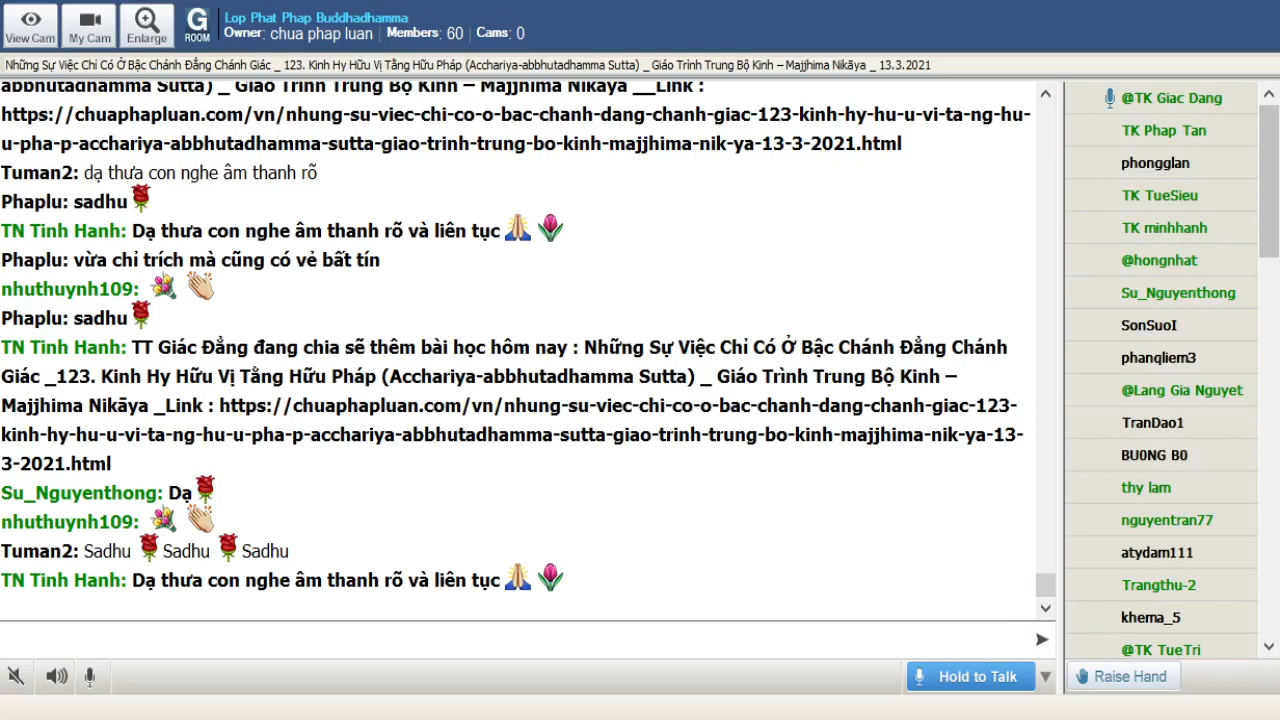 View Cam
My Cam
Enlarge
G
ROOM
Lop Phat Phap Buddhadhamma
Owner: chua phap luan Members: 60 Cams: 0
Những Sự Việc Chỉ Có Ở Bậc Chánh Đẳng Chánh Giác _ 123. Kinh Hy Hữu Vị Tằng Hữu Pháp (Acchariya-abbhutadhamma Sutta) _ Giáo Trình Trung Bộ Kinh – Majjhima Nikāya _ 13.3.2021
abbhutadhamma Sutta) _ Giáo Trình Trung Bộ Kinh – Majjhima Nikāya __Link :
https://chuaphapluan.com/vn/nhung-su-viec-chi-co-o-bac-chanh-dang-chanh-giac-123-kinh-hy-hu-u-vi-ta-ng-hu-
u-pha-p-acchariya-abbhutadhamma-sutta-giao-trinh-trung-bo-kinh-majjhima-nik-ya-13-3-2021.html
Tuman2: dạ thưa con nghe âm thanh rõ
Phaplu: sadhu
TN Tinh Hanh: Dạ thưa con nghe âm thanh rõ và liên tục
Phaplu: vừa chỉ trích mà cũng có vẻ bất tín
nhuthuynh109:
Phaplu: sadhu
TN Tinh Hanh: TT Giác Đẳng đang chia sẽ thêm bài học hôm nay : Những Sự Việc Chỉ Có Ở Bậc Chánh Đẳng Chánh
Giác _123. Kinh Hy Hữu Vị Tằng Hữu Pháp (Acchariya-abbhutadhamma Sutta) _ Giáo Trình Trung Bộ Kinh –
Majjhima Nikāya _Link : https://chuaphapluan.com/vn/nhung-su-viec-chi-co-o-bac-chanh-dang-chanh-giac-123-
kinh-hy-hu-u-vi-ta-ng-hu-u-pha-p-acchariya-abbhutadhamma-sutta-giao-trinh-trung-bo-kinh-majjhima-nik-ya-13-
3-2021.html
Su_Nguyenthong: Dạ
nhuthuynh109:
Tuman2: Sadhu Sadhu Sadhu
TN Tinh Hanh: Dạ thưa con nghe âm thanh rõ và liên tục
@TK Giac Dang
TK Phap Tan
phongglan
TK TueSieu
TK minhhanh
@hongnhat
Su_Nguyenthong
SonSuoI
phanqliem3
@Lang Gia Nguyet
TranDao1
BU0NG B0
thy lam
nguyentran77
atydam111
Trangthu-2
khema_5
@TK TueTri
Hold to Talk
Raise Hand